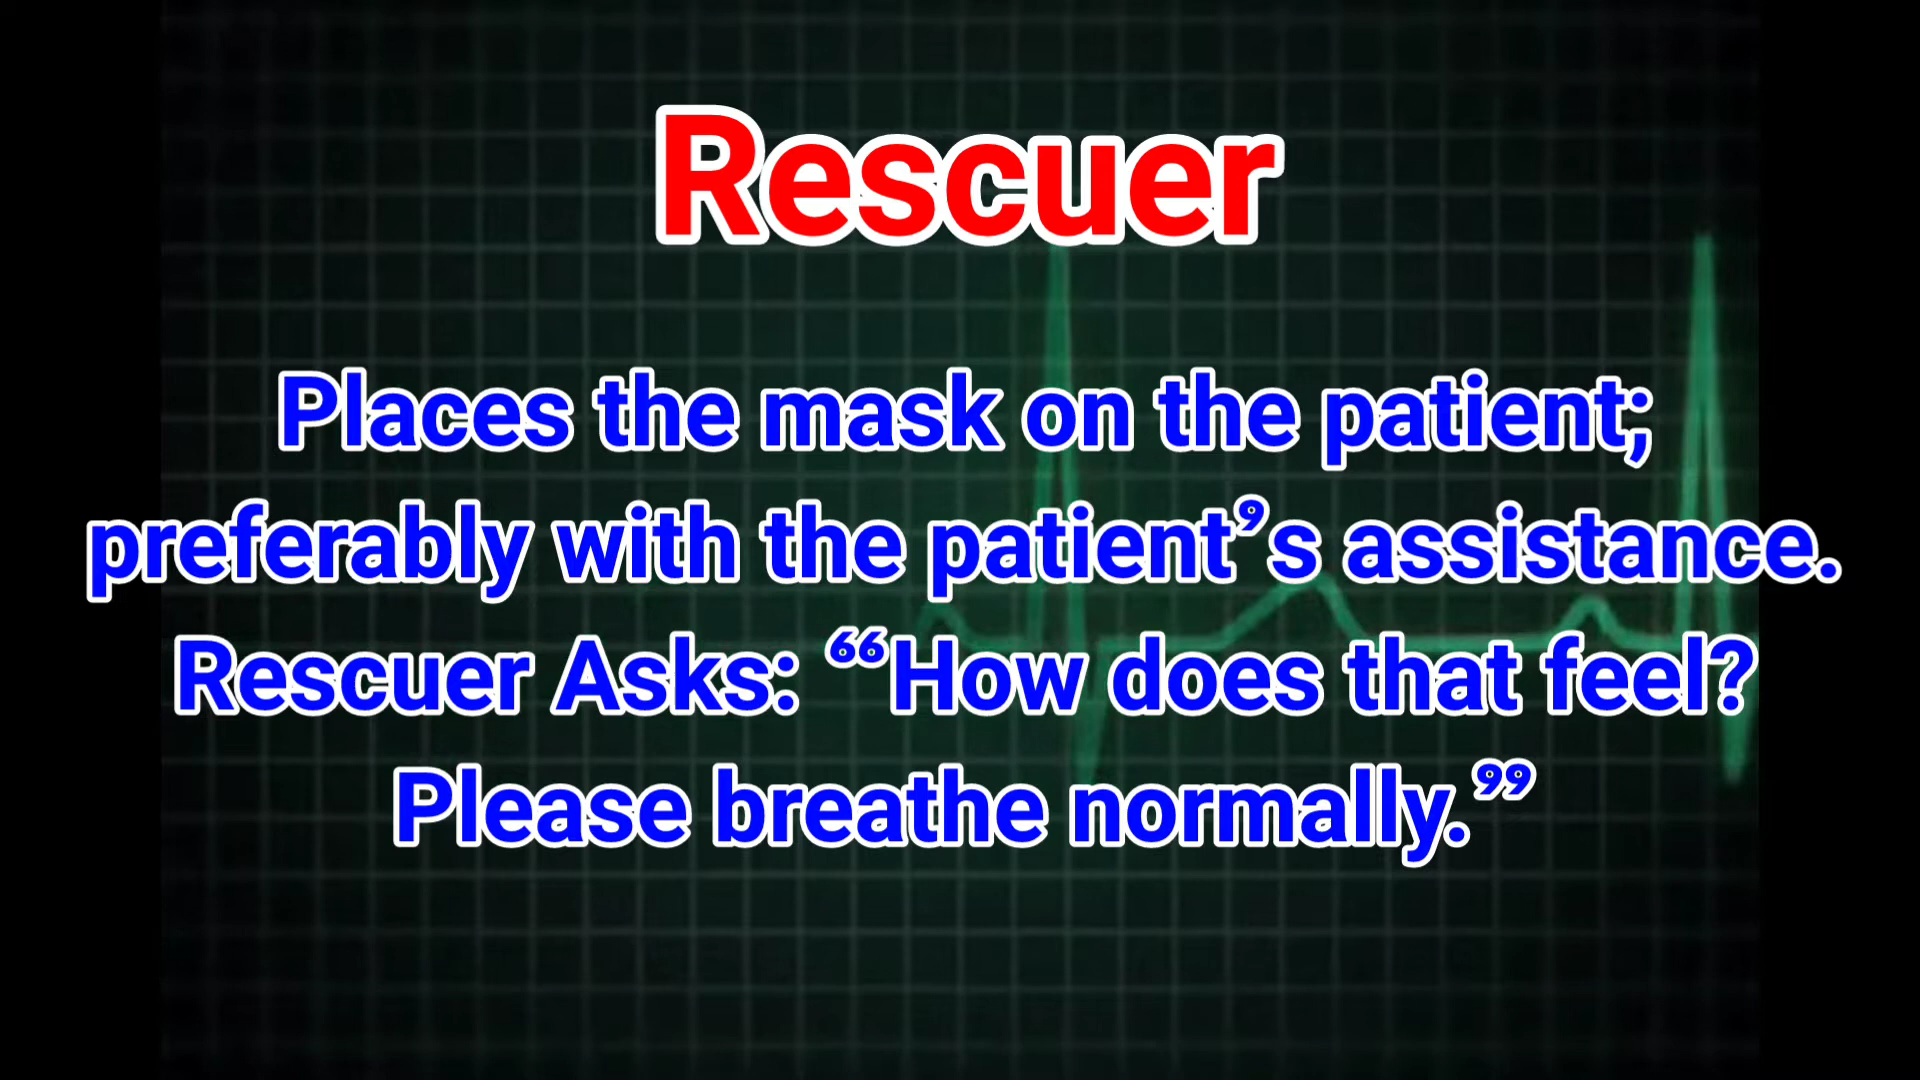 Rescuer
Places the mask on the patient;
preferably with the patient’s assistance.
Rescuer Asks: “How does that feel?
Please breathe normally.”